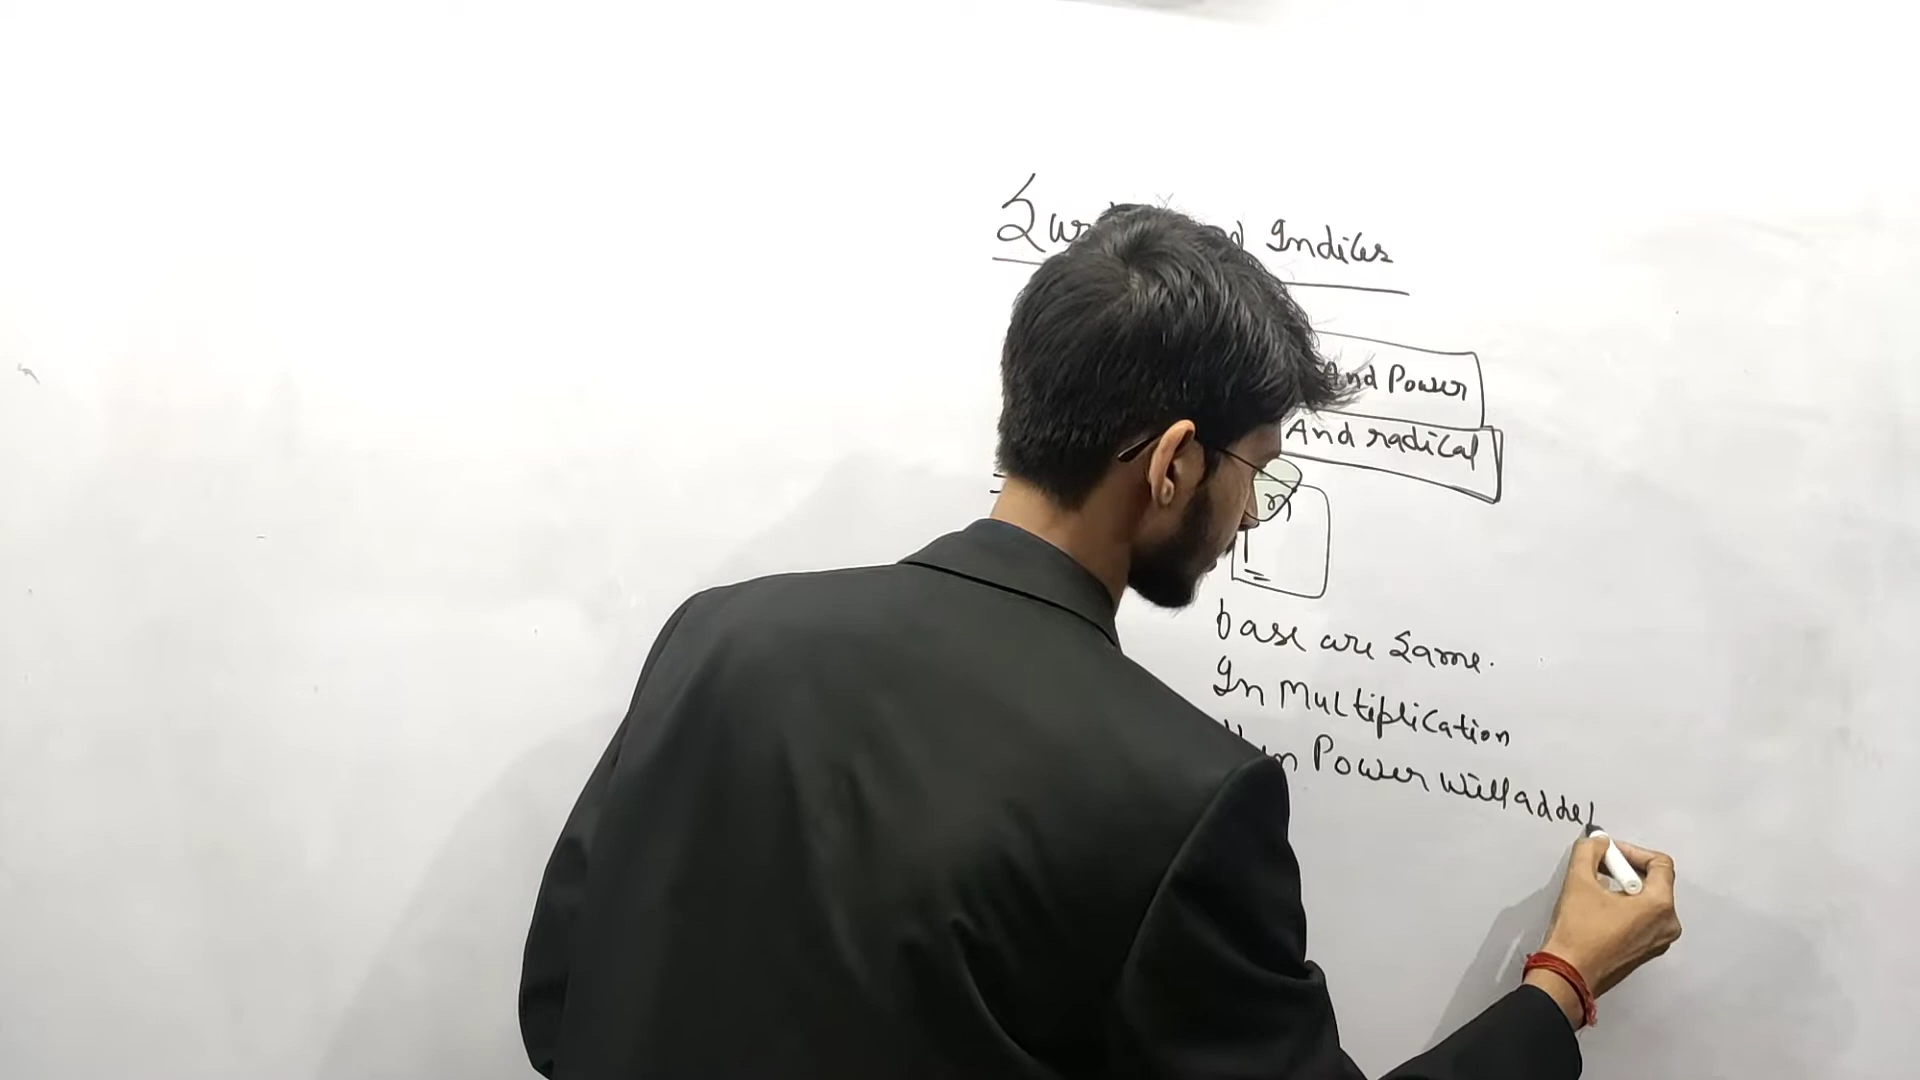 Indices
And Power
And radical
n
base are same.
In Multiplication
Power will added